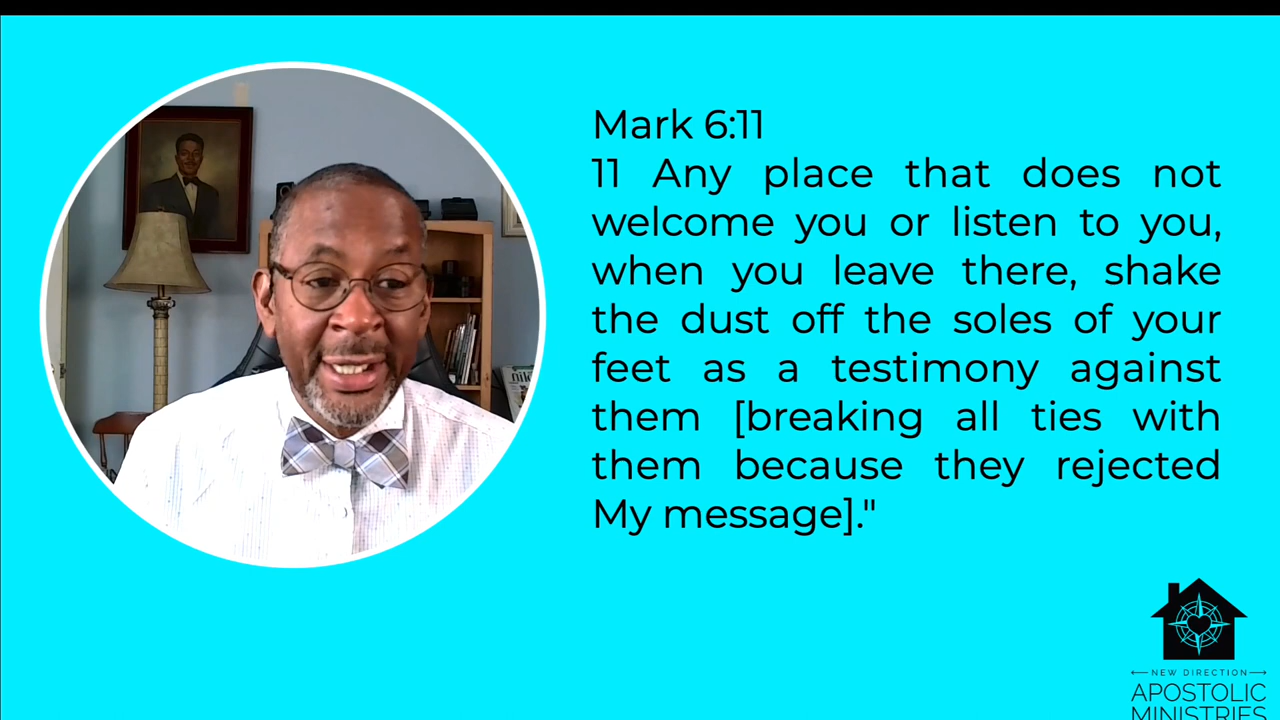 Mark 6:11
11 Any place that does not
welcome you or listen to you,
when you leave there, shake
the dust off the soles of your
feet as a testimony against
them [breaking all ties with
them because they rejected
My message]."
NEW DIRECTION
APOSTOLIC
MINISTRIES